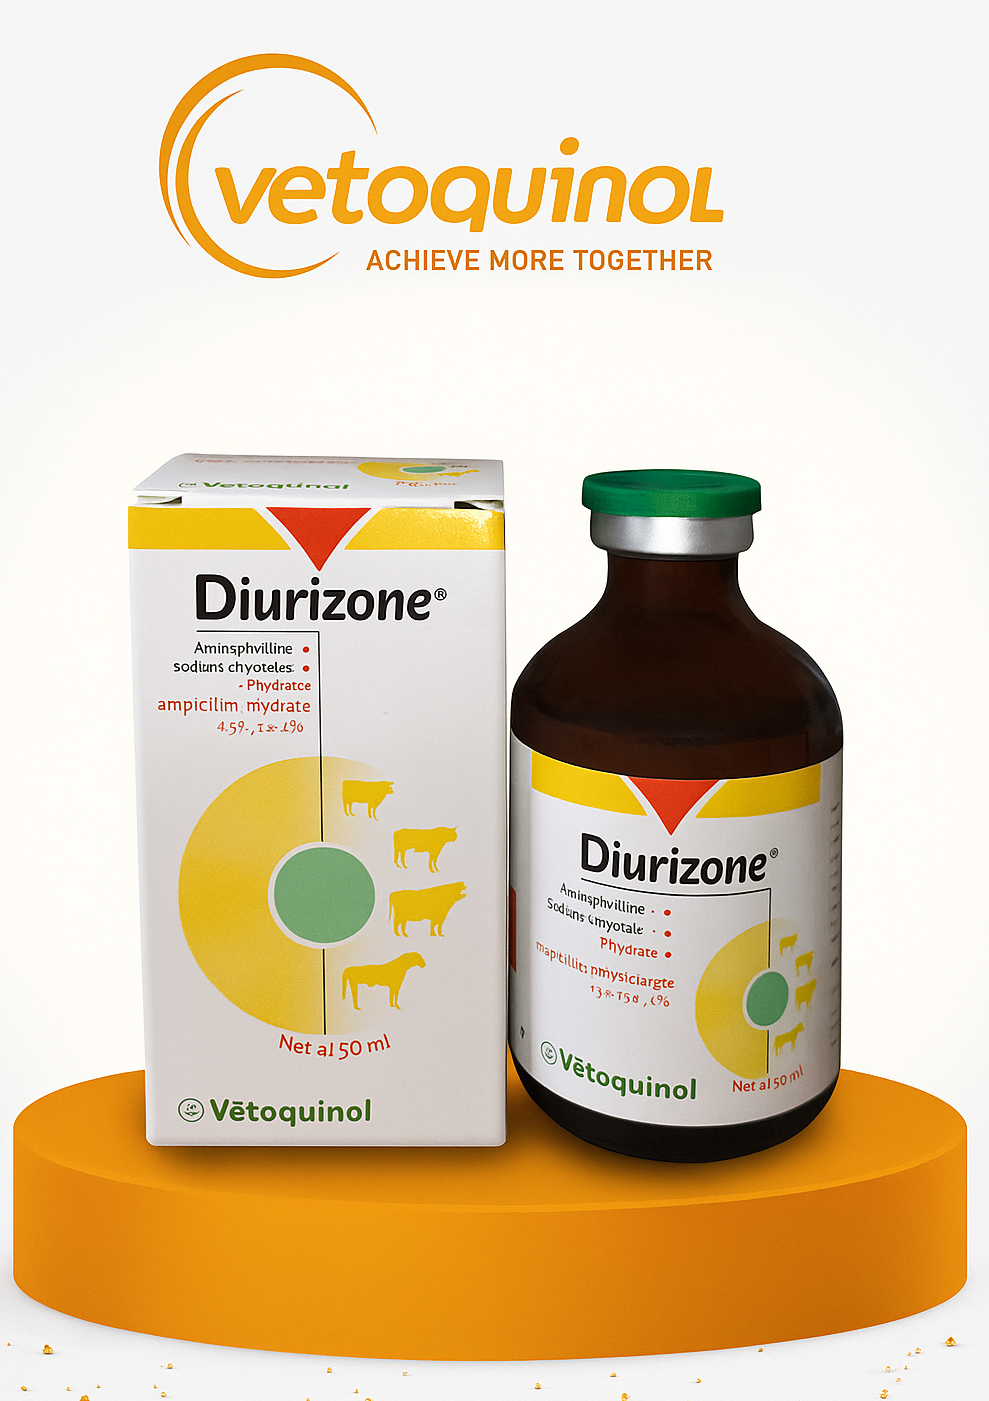 vetoquinol
ACHIEVE MORE TOGETHER
Vetoquinal
Diurizone®
Aminsphvilline •
sodiuns chyoteles •
- Phydratce
ampicilim mydrate
Net al 50 ml
Vētoquinol
Diurizone®
Aminsphvilline • •
Phydrate •
Vētoquinol
Net al 50 ml